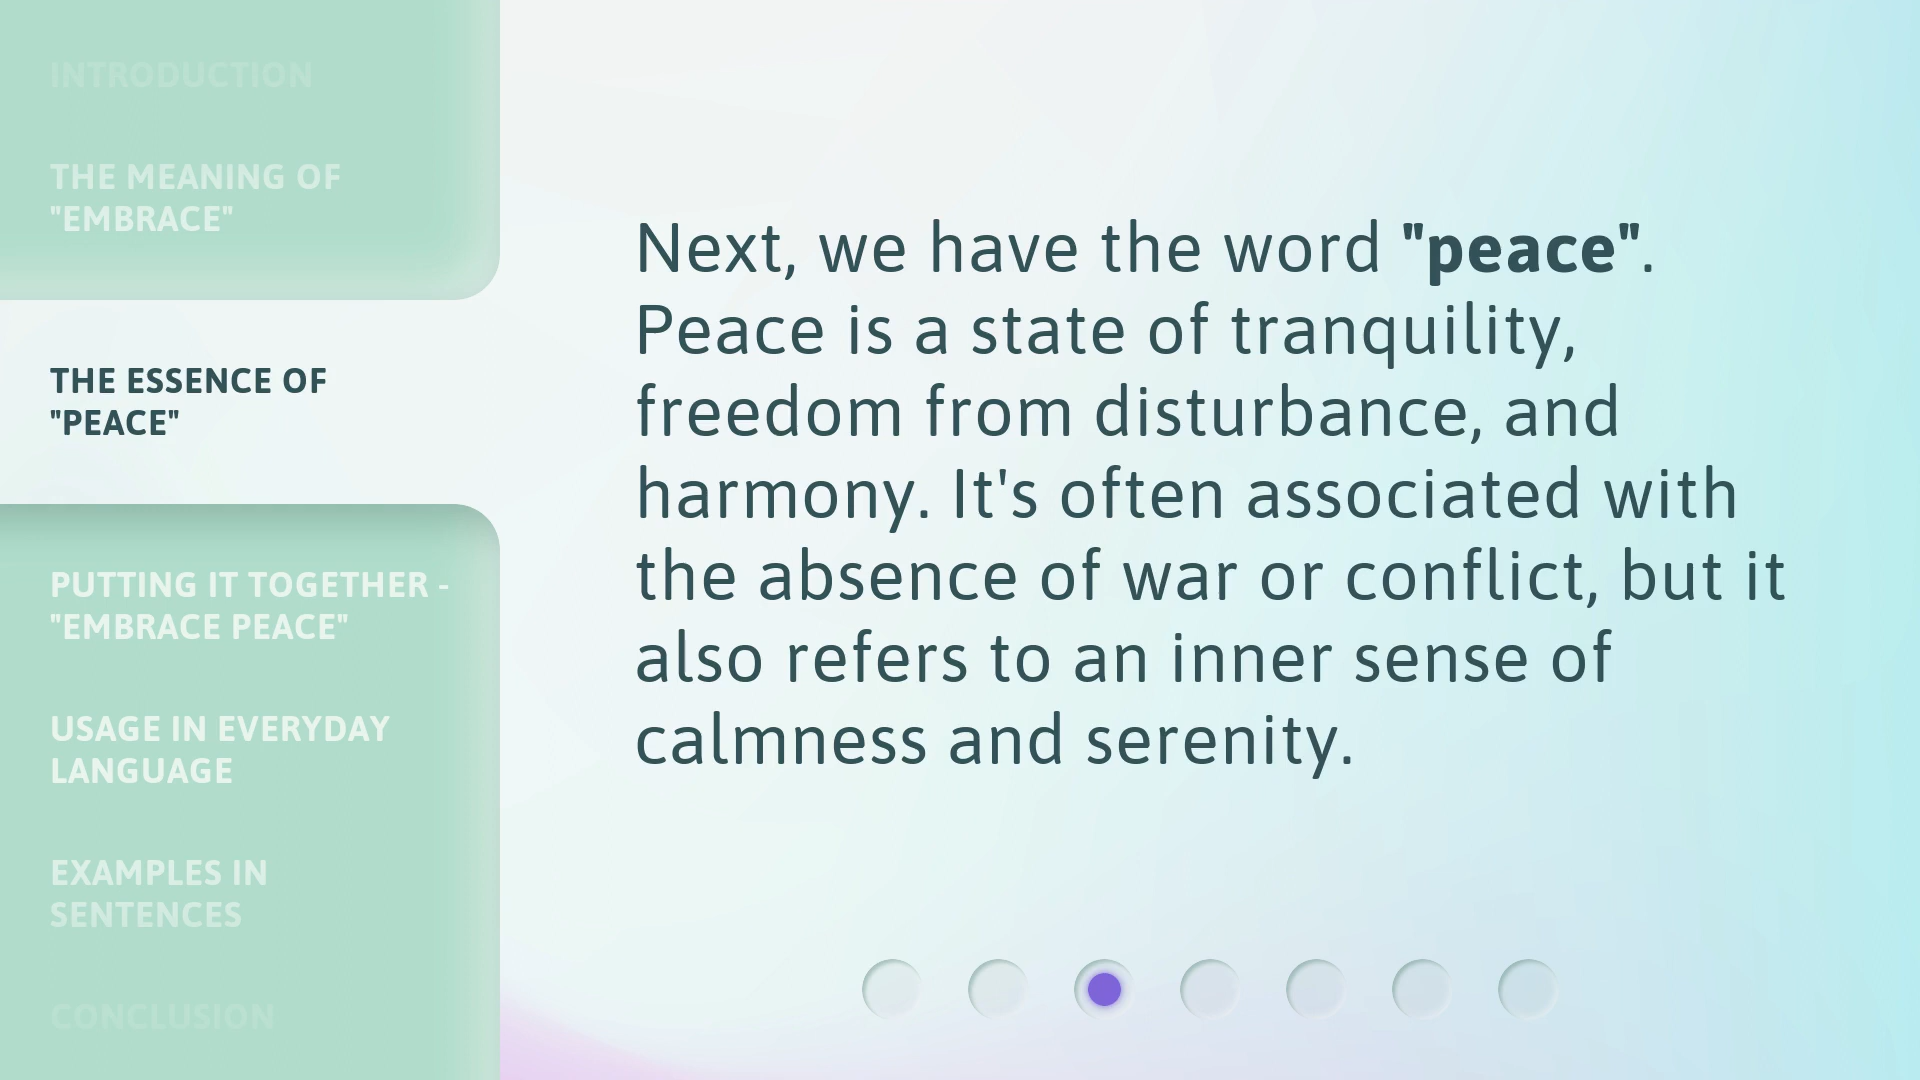 INTRODUCTION
THE MEANING OF
"EMBRACE"
THE ESSENCE OF
"PEACE"
PUTTING IT TOGETHER -
"EMBRACE PEACE"
USAGE IN EVERYDAY
LANGUAGE
EXAMPLES IN
SENTENCES
CONCLUSION
Next, we have the word "peace".
Peace is a state of tranquility,
freedom from disturbance, and
harmony. It's often associated with
the absence of war or conflict, but it
also refers to an inner sense of
calmness and serenity.